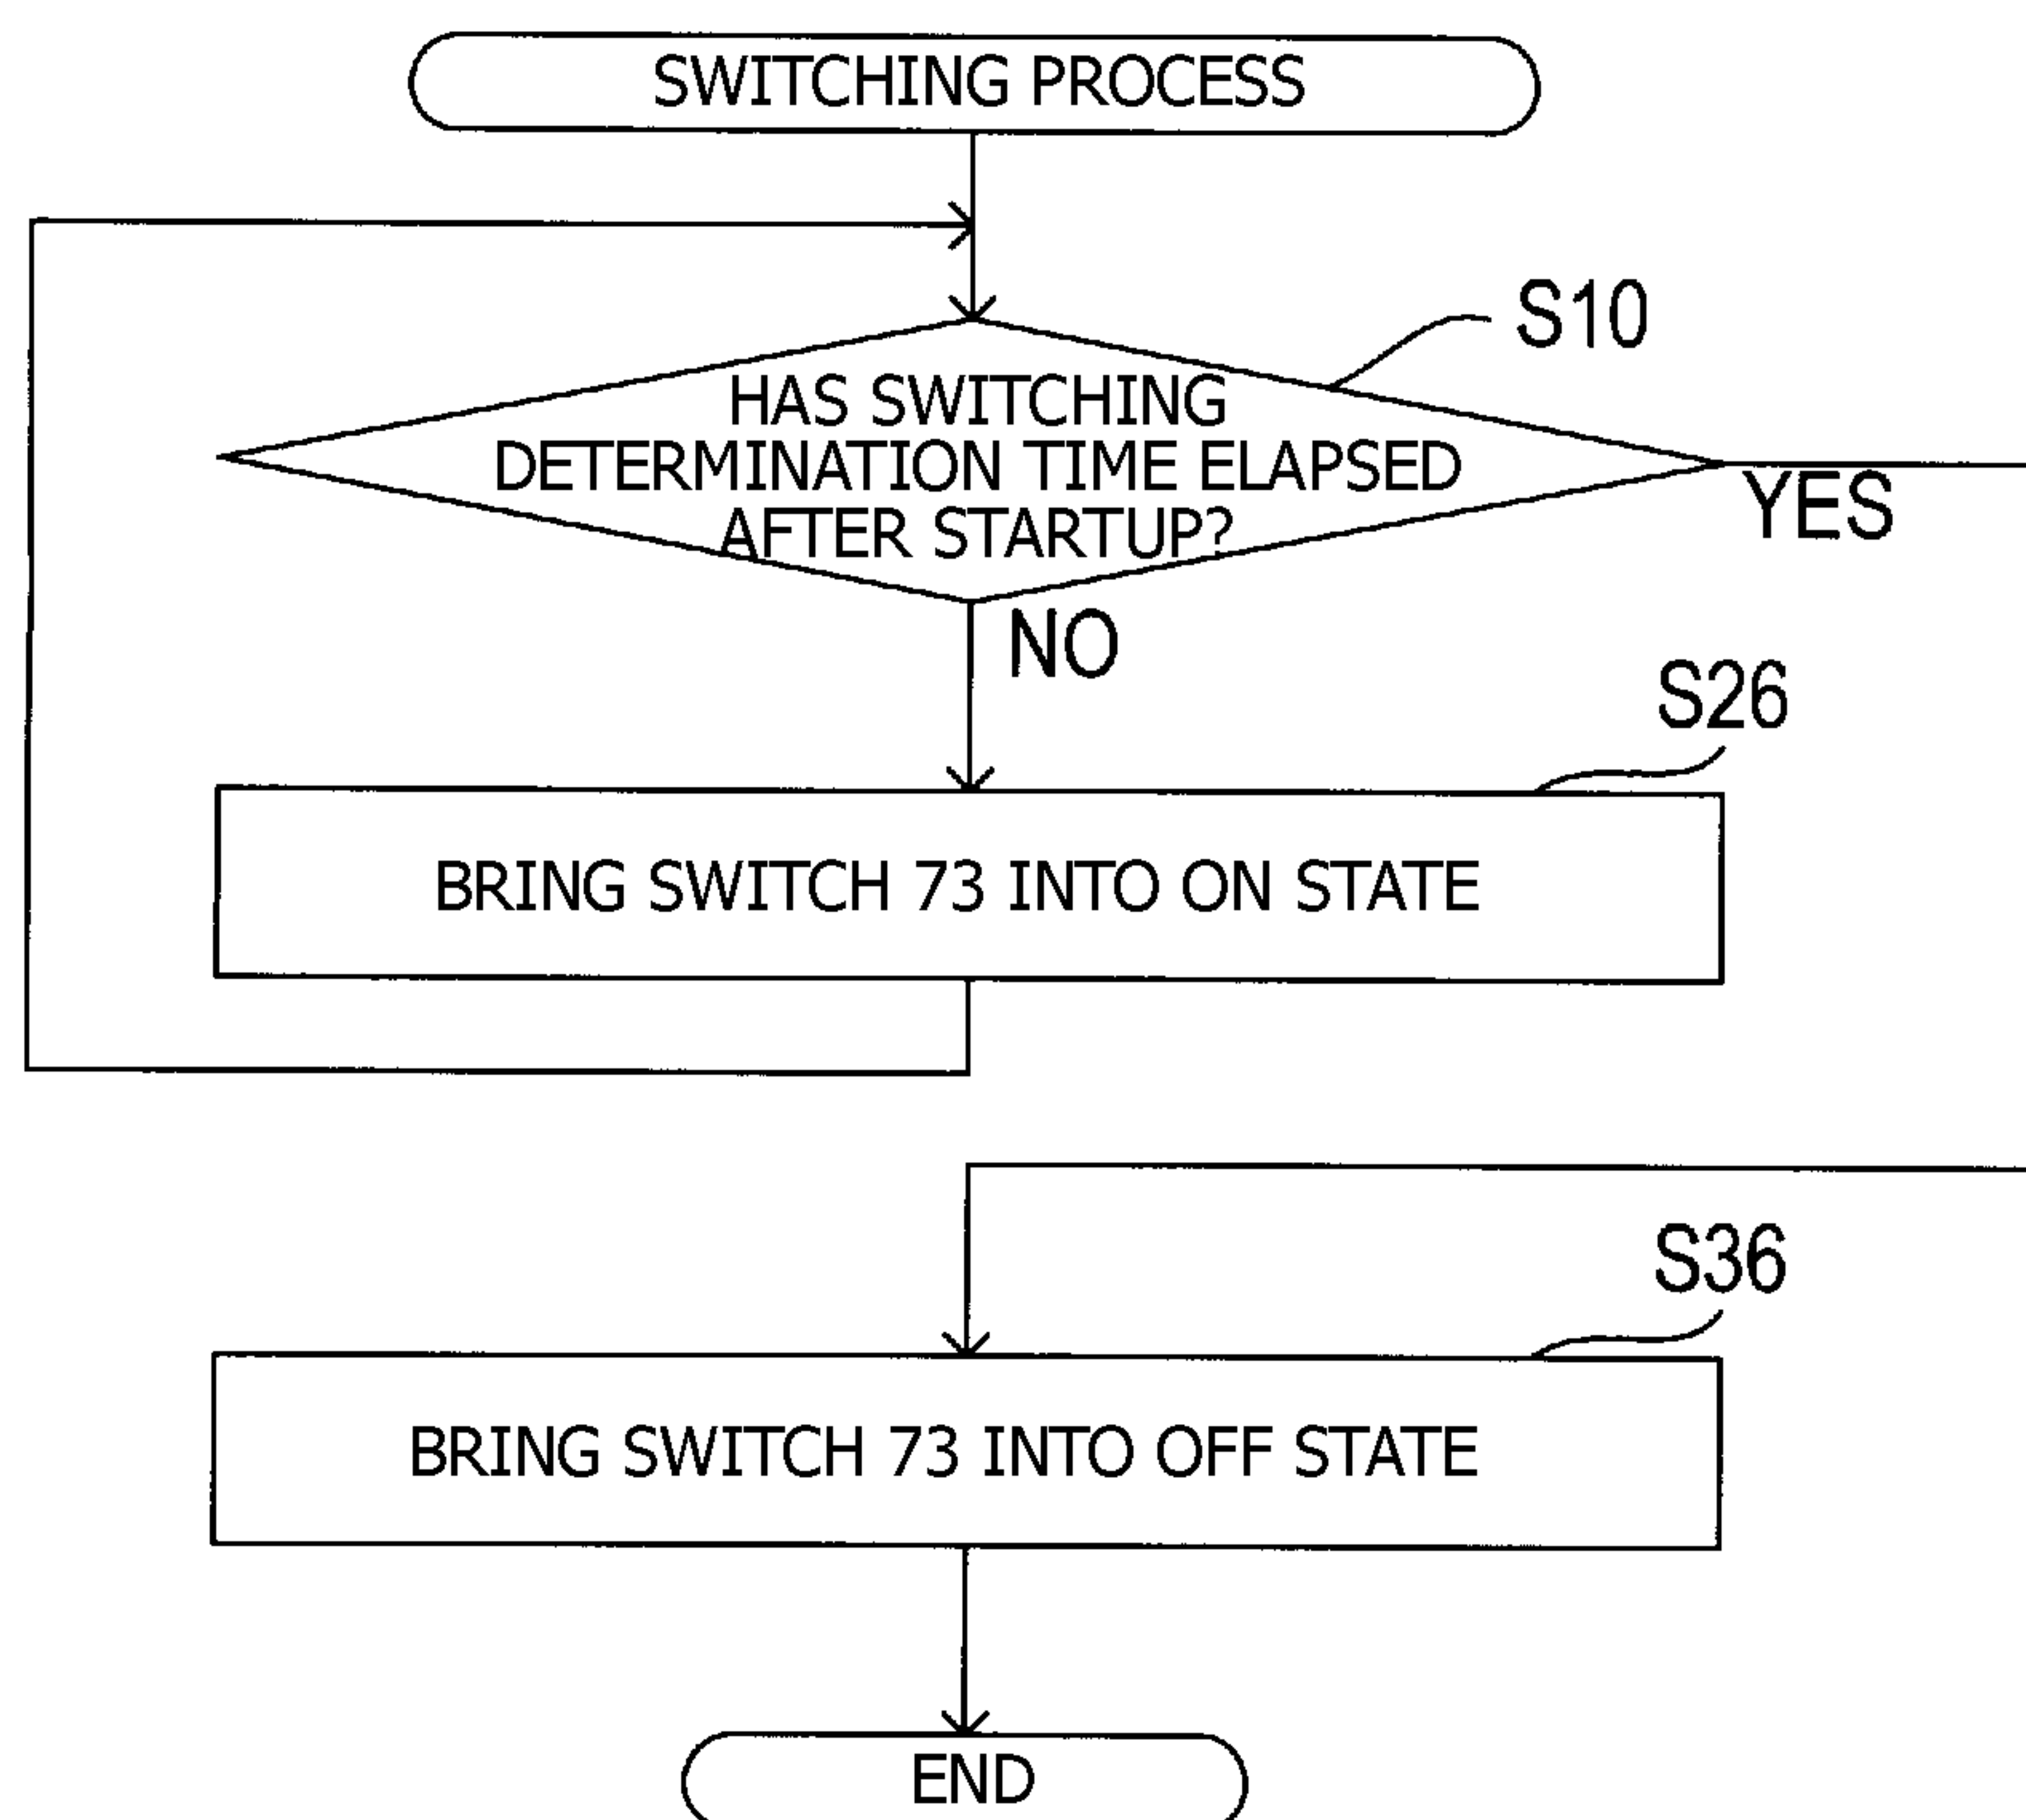 SWITCHING PROCESS
S10
HAS SWITCHING
DETERMINATION TIME ELAPSED
AFTER STARTUP?
YES
NO
S26
BRING SWITCH 73 INTO ON STATE
S36
BRING SWITCH 73 INTO OFF STATE
END